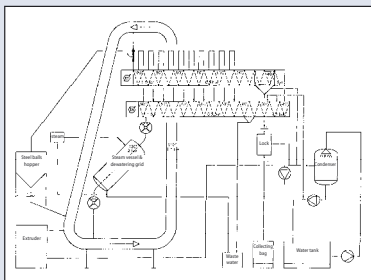 Steam
Steel balls
hopper
Steam vessel &
dewatering grid
Lock
Condenser
Extruder
Waste
water
Collecting
bag
Water tank